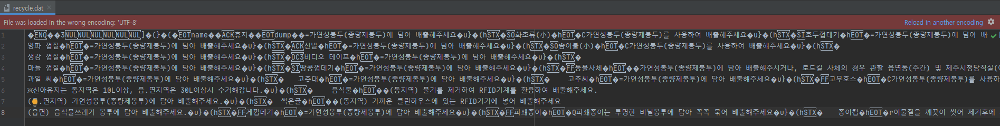 recycle.dat
File was loaded in the wrong encoding: 'UTF-8'
Reload in another encoding
1 �ENQ��3NULNULNULNULNULNUL]�(}�(�EOTname��ACK휴지��EOTdump��=가연성봉투(종량제봉투)에 담아 배출해주세요�u}�(hSTX�SO화초류(小)�hEOT�C가연성봉투(종량제봉투)를 사용하여 배출해주세요�u}�(hSTX�SI호두껍데기�hEOT�=가연성봉투(종량제봉투)에 담아 배
2 양파 껍질�hEOT�=가연성봉투(종량제봉투)에 담아 배출해주세요�u}�(hSTX�ACK신발�hEOT�=가연성봉투(종량제봉투)에 담아 배출해주세요�u}�(hSTX�SO솜이불(小)�hEOT�C가연성봉투(종량제봉투)를 사용하여 배출해주세요�u}�(hSTX�
3 생강 껍질�hEOT�=가연성봉투(종량제봉투)에 담아 배출해주세요�u}�(hSTX�DC3비디오 테이프�hEOT�=가연성봉투(종량제봉투)에 담아 배출해주세요�u}�(hSTX�
4 마늘 껍질�hEOT�=가연성봉투(종량제봉투)에 담아 배출해주세요�u}�(hSTX�SI땅콩껍데기�hEOT�=가연성봉투(종량제봉투)에 담아 배출해주세요�u}�(hSTX�FF동물사체�hEOT��가연성봉투(종량제봉투)에 담아 배출해주시거나, 로드킬 사체의 경우 관할 읍면동(주간) 및 제주시청당직실(
5 과일 씨�hEOT�=가연성봉투(종량제봉투)에 담아 배출해주세요�u}�(hSTX� 고춧대�hEOT�=가연성봉투(종량제봉투)에 담아 배출해주세요�u}�(hSTX� 고추씨�hEOT�=가연성봉투(종량제봉투)에 담아 배출해주세요�u}�(hSTX�FF고무호스�hEOT�C가연성봉투(종량제봉투)를 사용하
6 ※신아유지는 동지역은 10L이상, 읍.면지역은 30L이상시 수거해갑니다.�u}�(hSTX� 음식물�hEOT��(동지역) 물기를 제거하여 RFID기계를 활용하여 배출해주세요.
7 (.면지역) 가연성봉투(종량제봉투)에 담아 배출해주세요.�u}�(hSTX� 썩은귤�hEOT��(동지역) 가까운 클린하우스에 있는 RFID기기에 넣어 배출해주세요
8 (읍면) 음식물쓰레기 봉투에 담아 배출해주세요.�u}�(hSTX�FF게껍데기�hEOT�=가연성봉투(종량제봉투)에 담아 배출해주세요�u}�(hSTX�FF파쇄종이�hEOT�Q파쇄종이는 투명한 비닐봉투에 담아 꼭꼭 묶어 배출해주세요�u}�(hSTX� 종이컵�hEOT�r이물질을 깨끗이 씻어 제거후에